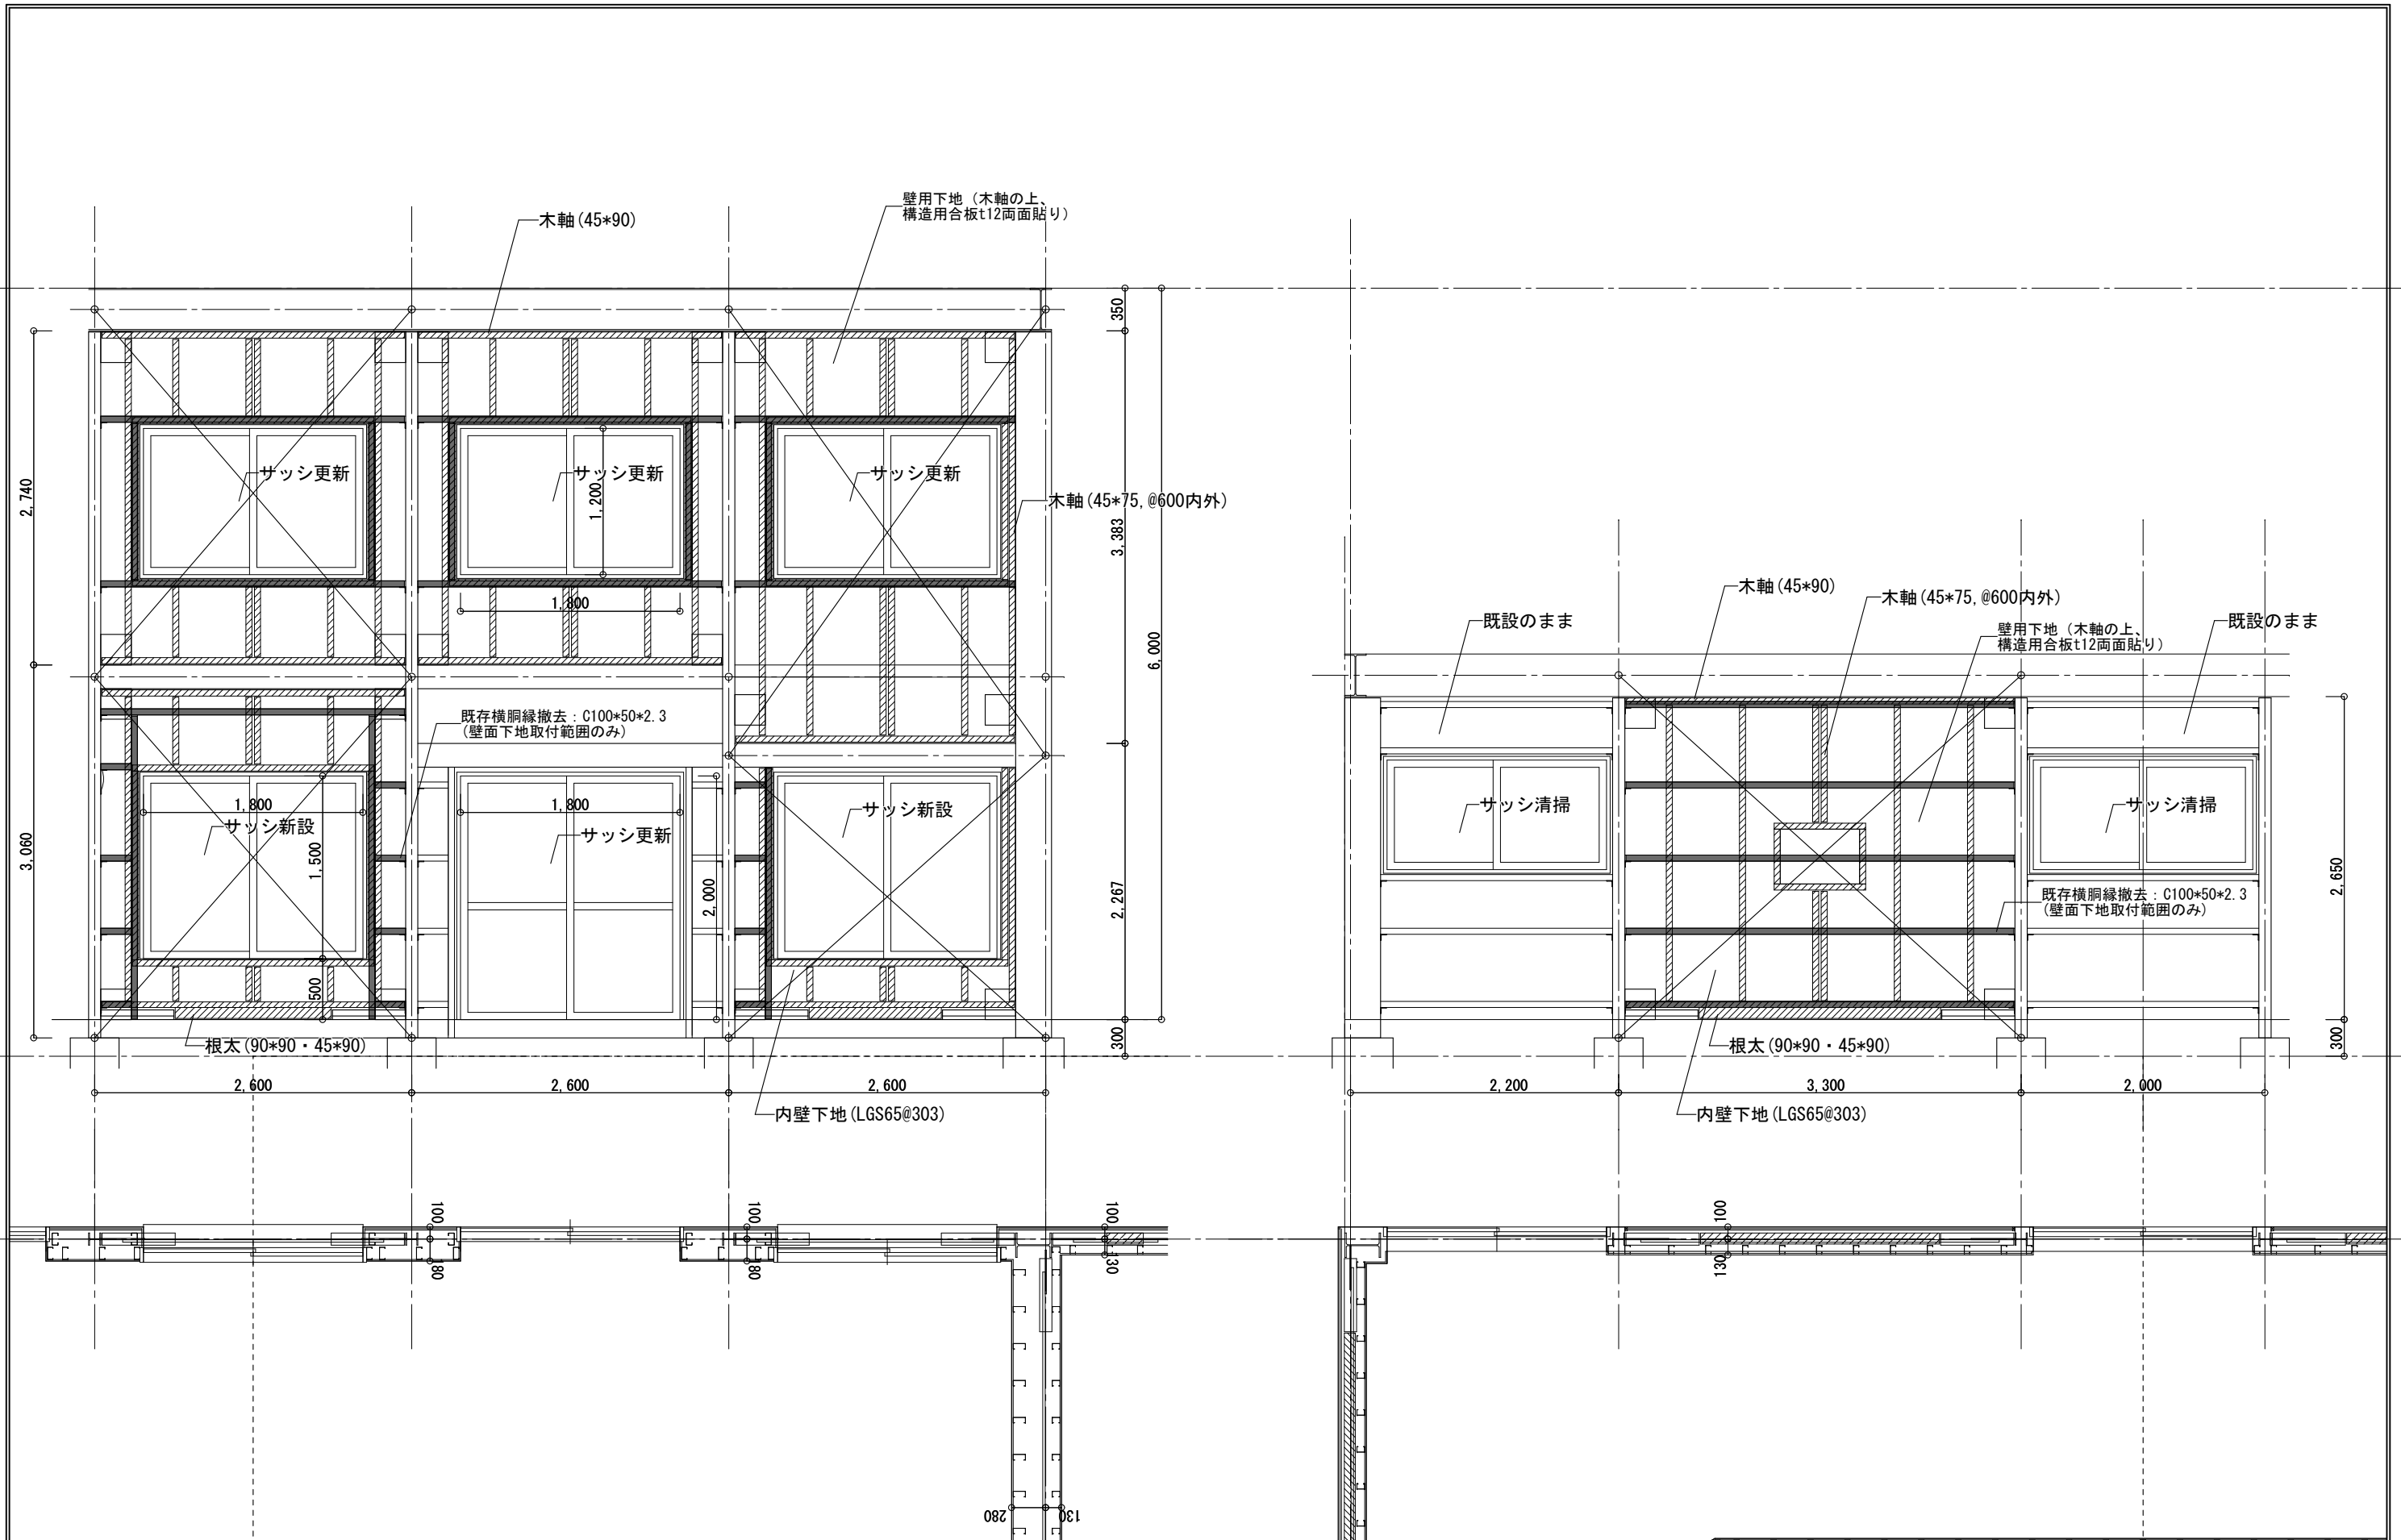 壁用下地（木軸の上、
構造用合板t12両面貼り）
木軸(45*90)
350
サッシ更新
サッシ更新
サッシ更新
1,200
2,740
木軸(45*75,@600内外)
3,383
1,800
6,000
既存横胴縁撤去：C100*50*2.3
(壁面下地取付範囲のみ)
1,800
サッシ新設
1,500
1,800
サッシ更新
サッシ新設
3,060
2,000
2,267
500
300
根太(90*90・45*90)
2,600
2,600
2,600
内壁下地(LGS65@303)
木軸(45*90)
木軸(45*75,@600内外)
既設のまま
壁用下地（木軸の上、
構造用合板t12両面貼り）
既設のまま
サッシ清掃
サッシ清掃
2,650
既存横胴縁撤去：C100*50*2.3
(壁面下地取付範囲のみ)
300
根太(90*90・45*90)
2,200
3,300
2,000
内壁下地(LGS65@303)
100
180
100
180
100
130
100
130
280
130